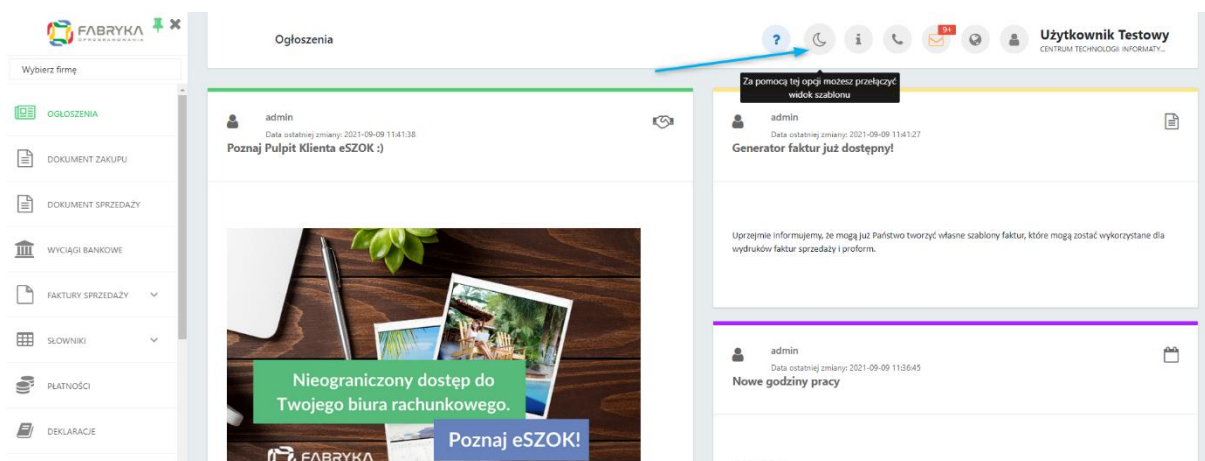 FABRYKA
OPROGRAMOWANIA
Wybierz firmę
OGŁOSZENIA
DOKUMENT ZAKUPU
DOKUMENT SPRZEDAŻY
WYCIĄGI BANKOWE
FAKTURY SPRZEDAŻY
SŁOWNIKI
PŁATNOŚCI
DEKLARACJE
Ogłoszenia
?
i
9+
Użytkownik Testowy
CENTRUM TECHNOLOGII INFORMATY...
Za pomocą tej opcji możesz przełączyć
widok szablonu
admin
Data ostatniej zmiany: 2021-09-09 11:41:38
Poznaj Pulpit Klienta eSZOK :)
Nieograniczony dostęp do
Twojego biura rachunkowego.
Poznaj eSZOK!
FABRYKA
admin
Data ostatniej zmiany: 2021-09-09 11:41:27
Generator faktur już dostępny!
Uprzejmie informujemy, że mogą już Państwo tworzyć własne szablony faktur, które mogą zostać wykorzystane dla
wydruków faktur sprzedaży i proform.
admin
Data ostatniej zmiany: 2021-09-09 11:36:45
Nowe godziny pracy